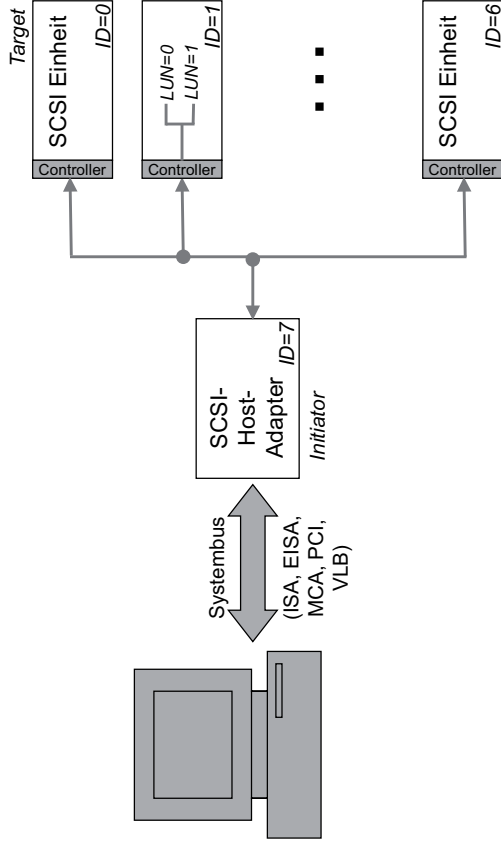 Systembus
(ISA, EISA,
MCA, PCI,
VLB)
SCSI-
Host-
Adapter
ID=7
Initiator
Target
Controller
SCSI Einheit
ID=0
Controller
LUN=0
LUN=1
ID=1
Controller
SCSI Einheit
ID=6